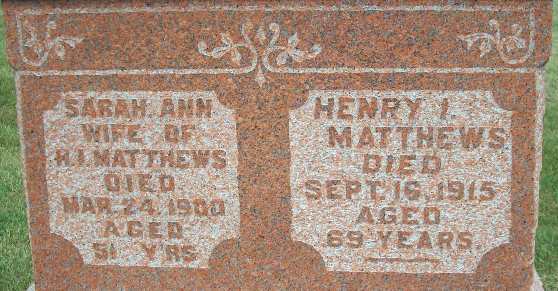 SARAH ANN
WIFE OF
H.I. MATTHEWS
DIED
MAR. 24, 1900
AGED
51 Y'RS.
HENRY I.
MATTHEWS
DIED
SEPT. 16, 1915
AGED
69 YEARS.